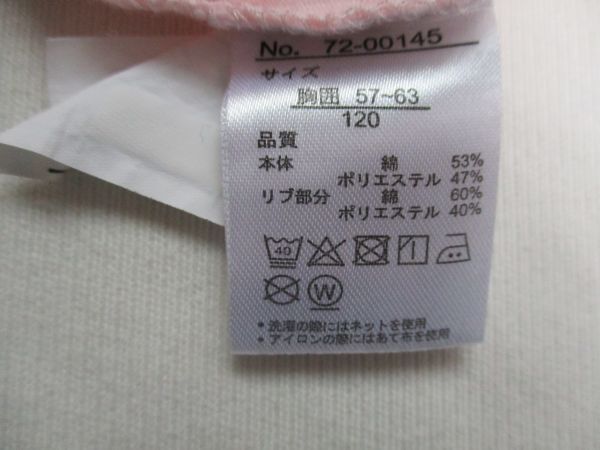 No. 72-00145
サイズ
胸囲 57~63
120
品質
本体 綿 53%
ポリエステル 47%
リブ部分 綿 60%
ポリエステル 40%
40
W
*洗濯の際にはネットを使用
*アイロンの際にはあて布を使用